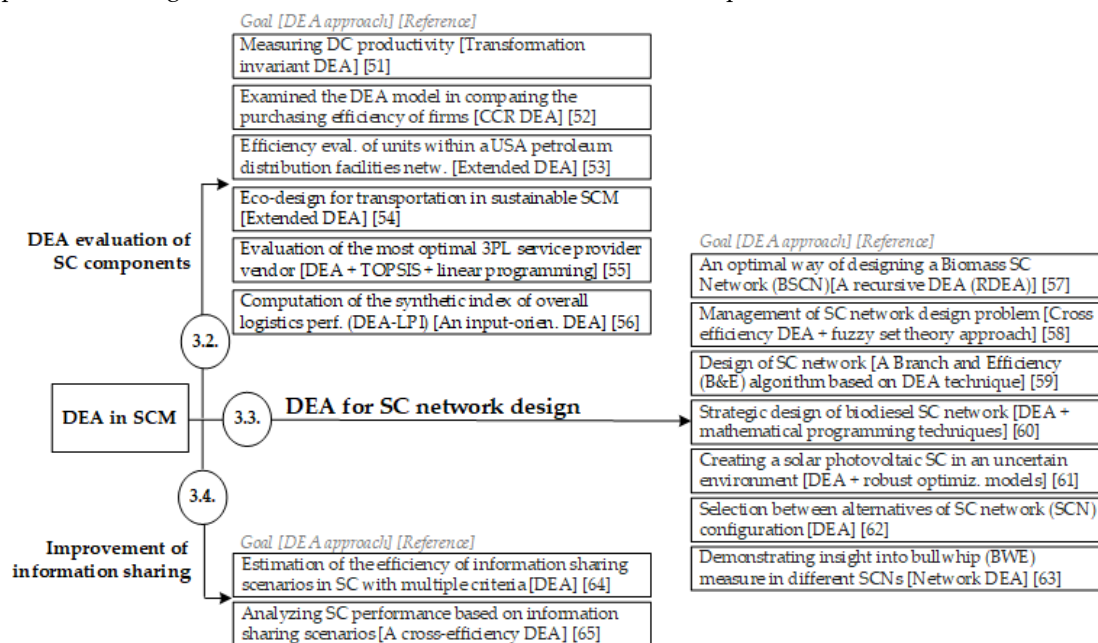 Goal [DEA approach] [Reference]
Measuring DC productivity [Transformation
invariant DEA] [51]
Examined the DEA model in comparing the
purchasing efficiency of firms [CCR DEA] [52]
Efficiency eval. of units within a USA petroleum
distribution facilities netw. [Extended DEA] [53]
Eco-design for transportation in sustainable SCM
[Extended DEA] [54]
Evaluation of the most optimal 3PL service provider
vendor [DEA + TOPSIS + linear programming] [55]
Computation of the synthetic index of overall
logistics perf. (DEA-LPI) [An input-orien. DEA] [56]
DEA evaluation of
SC components
3.2.
DEA in SCM
3.3.
DEA for SC network design
Goal [DEA approach] [Reference]
An optimal way of designing a Biomass SC
Network (BSCN)[A recursive DEA (RDEA)] [57]
Management of SC network design problem [Cross
efficiency DEA + fuzzy set theory approach] [58]
Design of SC network [A Branch and Efficiency
(B&E) algorithm based on DEA technique] [59]
Strategic design of biodiesel SC network [DEA +
mathematical programming techniques] [60]
Creating a solar photovoltaic SC in an uncertain
environment [DEA + robust optimiz. models] [61]
Selection between alternatives of SC network (SCN)
configuration [DEA] [62]
Demonstrating insight into bullwhip (BWE)
measure in different SCNs [Network DEA] [63]
3.4.
Improvement of
information sharing
Goal [DEA approach] [Reference]
Estimation of the efficiency of information sharing
scenarios in SC with multiple criteria [DEA] [64]
Analyzing SC performance based on information
sharing scenarios [A cross-efficiency DEA] [65]